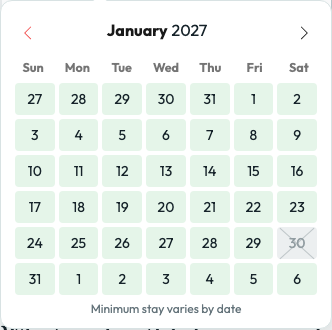 January 2027
Sun Mon Tue Wed Thu Fri Sat
27 28 29 30 31 1 2
3 4 5 6 7 8 9
10 11 12 13 14 15 16
17 18 19 20 21 22 23
24 25 26 27 28 29 30
31 1 2 3 4 5 6
Minimum stay varies by date